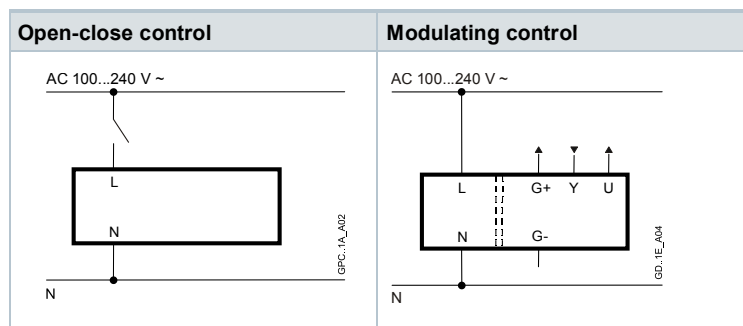 Open-close control
Modulating control
AC 100...240 V ~
L
N
N
GPC..1A_A02
AC 100...240 V ~
L
G+
Y
U
N
G-
N
GD..1E_A04